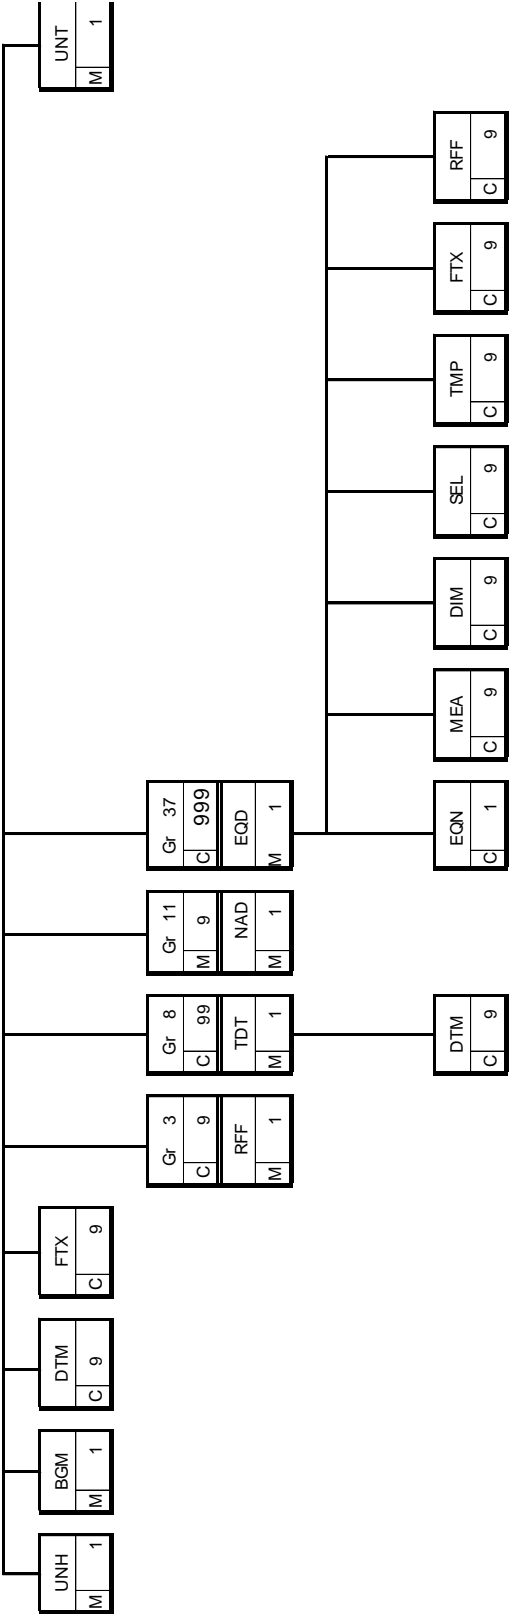 UNH
M 1
BGM
M 1
DTM
C 9
FTX
C 9
Gr 3
C 9
RFF
M 1
Gr 8
C 99
TDT
M 1
DTM
C 9
Gr 11
M 9
NAD
M 1
Gr 37
C 999
EQD
M 1
EQN
C 1
MEA
C 9
DIM
C 9
SEL
C 9
TMP
C 9
FTX
C 9
RFF
C 9
UNT
M 1